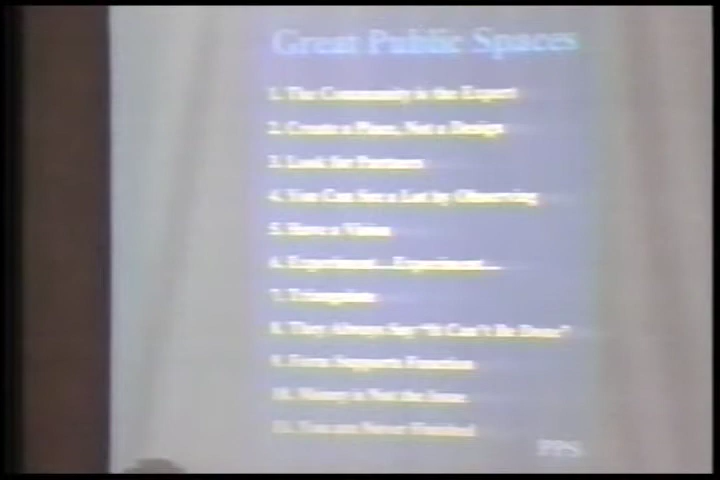 Great Public Spaces
1. The Community is the Expert
2. Create a Place, Not a Design
3. Look for Partners
4. You Can See a Lot by Observing
5. Have a Vision
6. Experiment...Experiment...
7. Triangulate
8. They Always Say "It Can't Be Done"
9. Form Supports Function
10. Money is Not the Issue
11. You are Never Finished
PPS